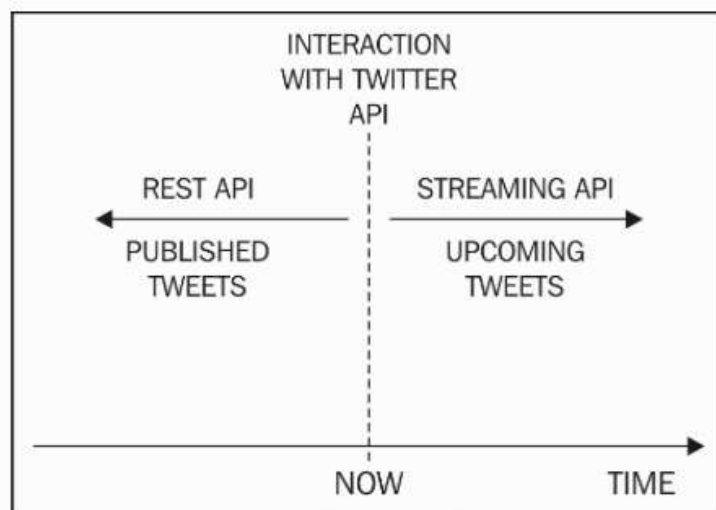 INTERACTION
WITH TWITTER
API
REST API
STREAMING API
PUBLISHED
TWEETS
UPCOMING
TWEETS
NOW
TIME